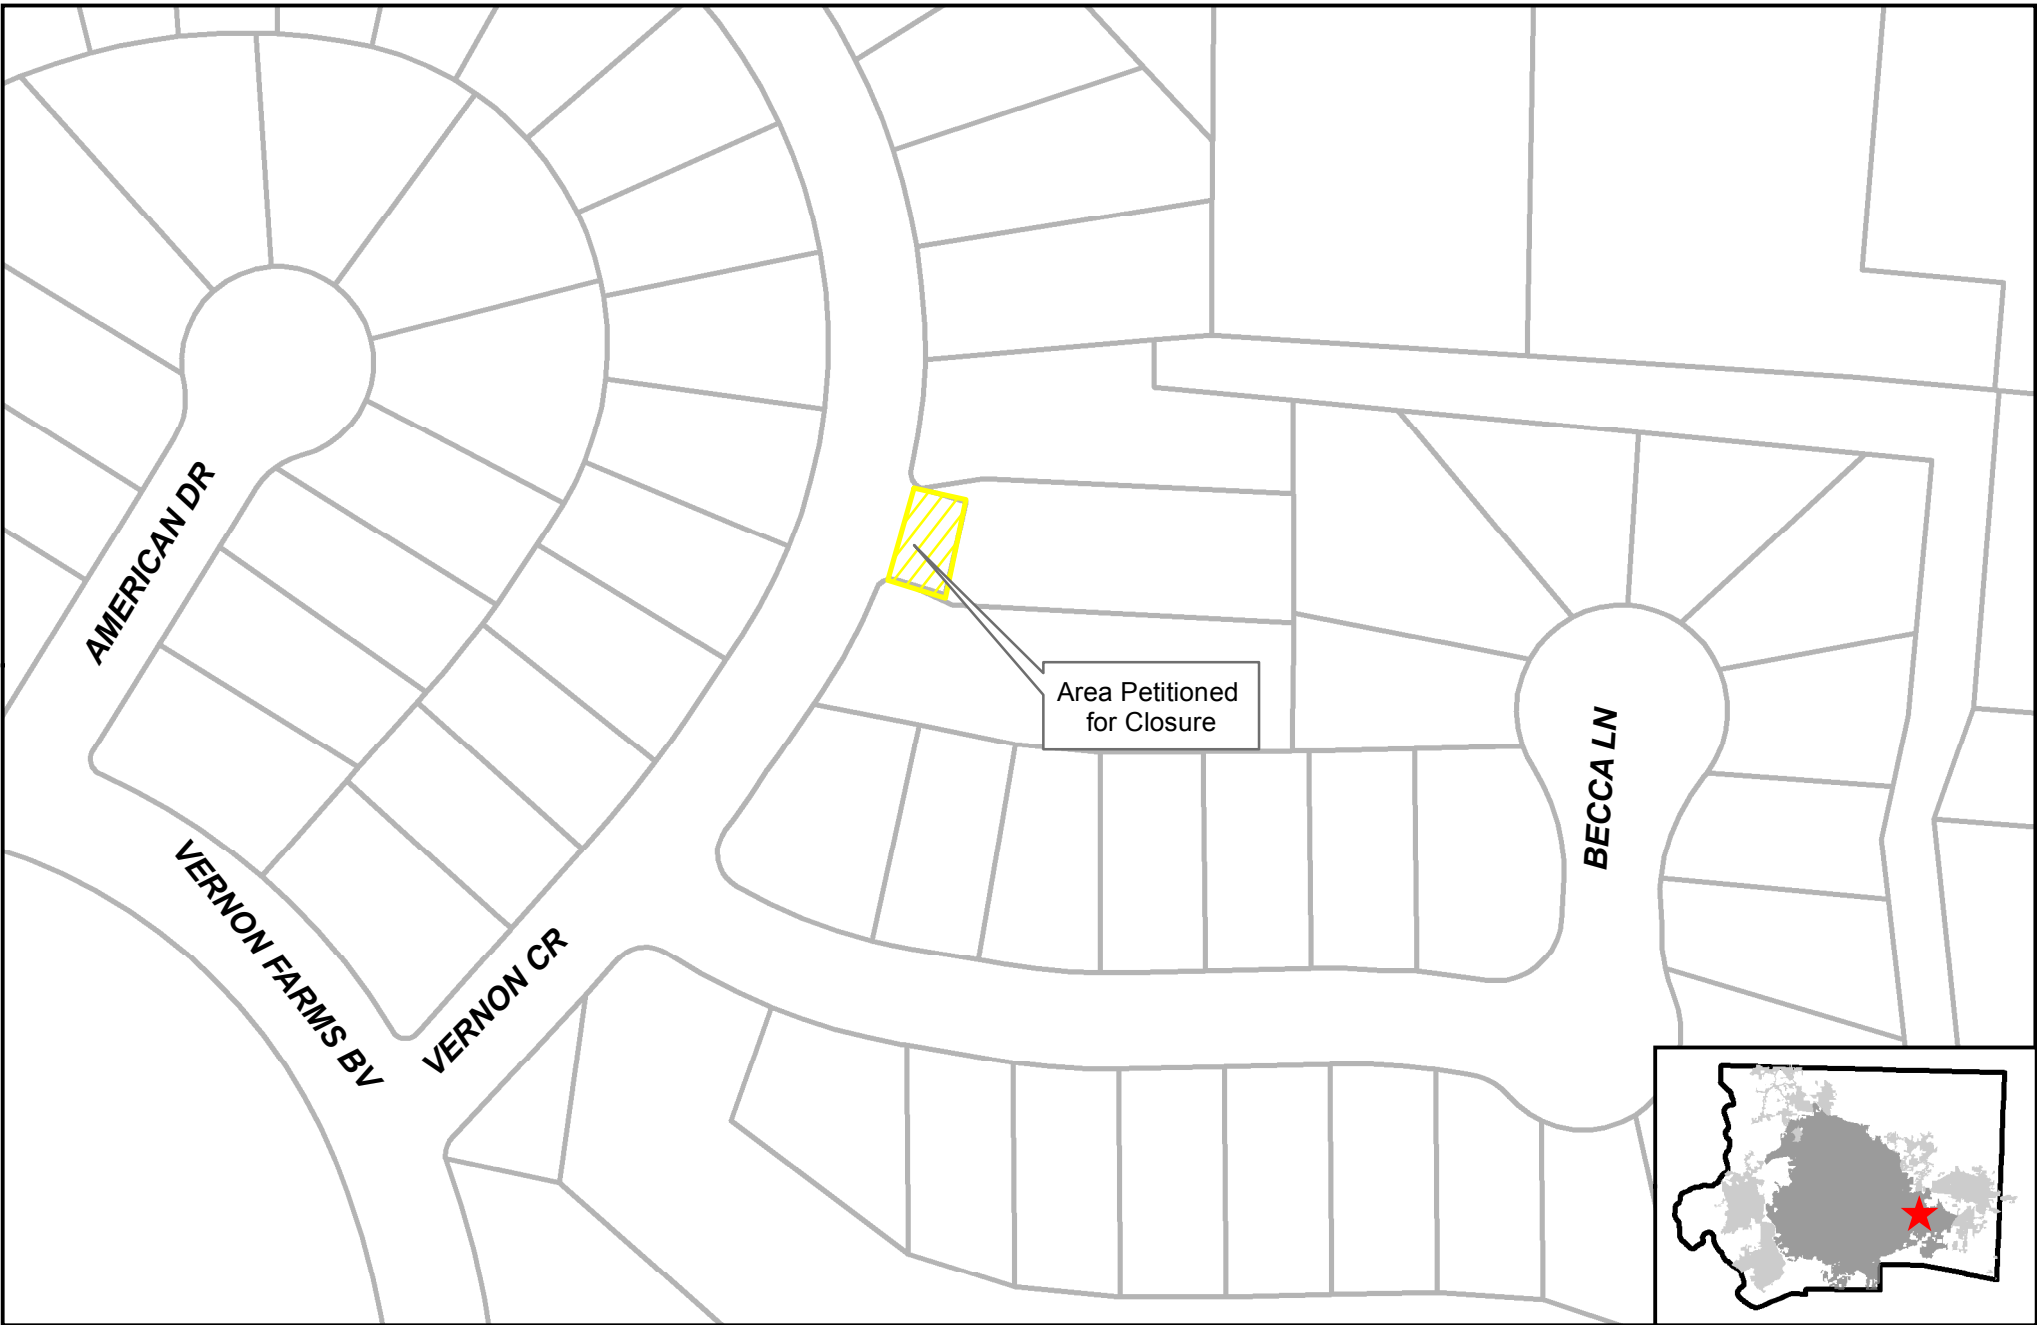 AMERICAN DR
Area Petitioned
for Closure
BECCA LN
VERNON FARMS BV
VERNON CR